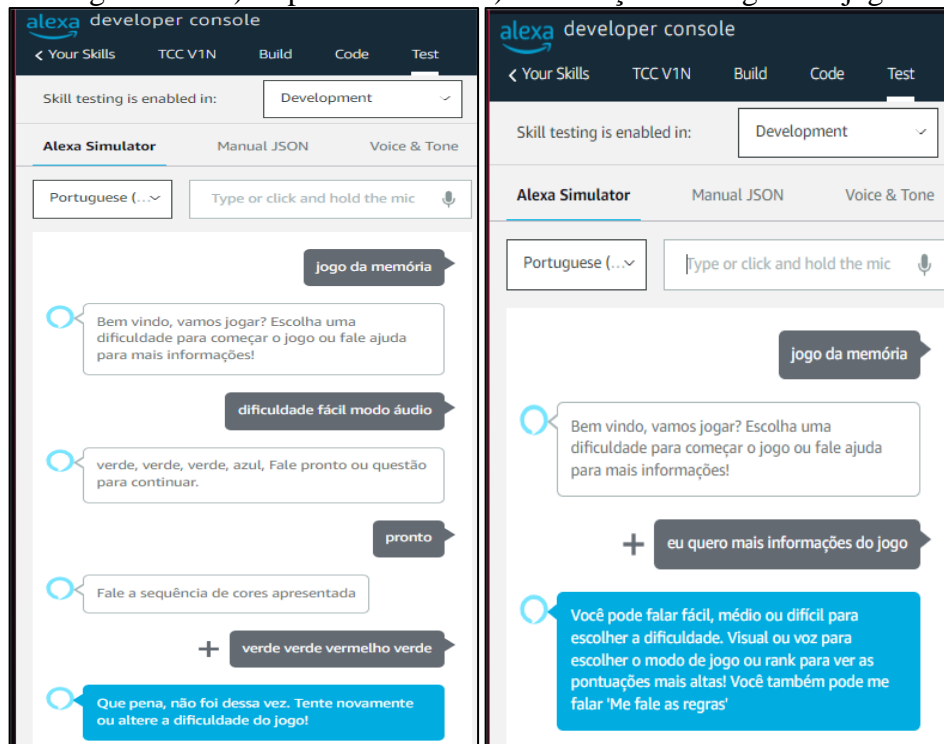 alexa developer console
< Your Skills TCC V1N Build Code Test
Skill testing is enabled in: Development
Alexa Simulator Manual JSON Voice & Tone
Portuguese (... Type or click and hold the mic
jogo da memória
Bem vindo, vamos jogar? Escolha uma
dificuldade para começar o jogo ou fale ajuda
para mais informações!
dificuldade fácil modo áudio
verde, verde, verde, azul, Fale pronto ou questão
para continuar.
pronto
Fale a sequência de cores apresentada
+ verde verde vermelho verde
Que pena, não foi dessa vez. Tente novamente
ou altere a dificuldade do jogo!
alexa developer console
< Your Skills TCC V1N Build Code Test
Skill testing is enabled in: Development
Alexa Simulator Manual JSON Voice & Tone
Portuguese (... Type or click and hold the mic
jogo da memória
Bem vindo, vamos jogar? Escolha uma
dificuldade para começar o jogo ou fale ajuda
para mais informações!
+ eu quero mais informações do jogo
Você pode falar fácil, médio ou difícil para
escolher a dificuldade. Visual ou voz para
escolher o modo de jogo ou rank para ver as
pontuações mais altas! Você também pode me
falar 'Me fale as regras'